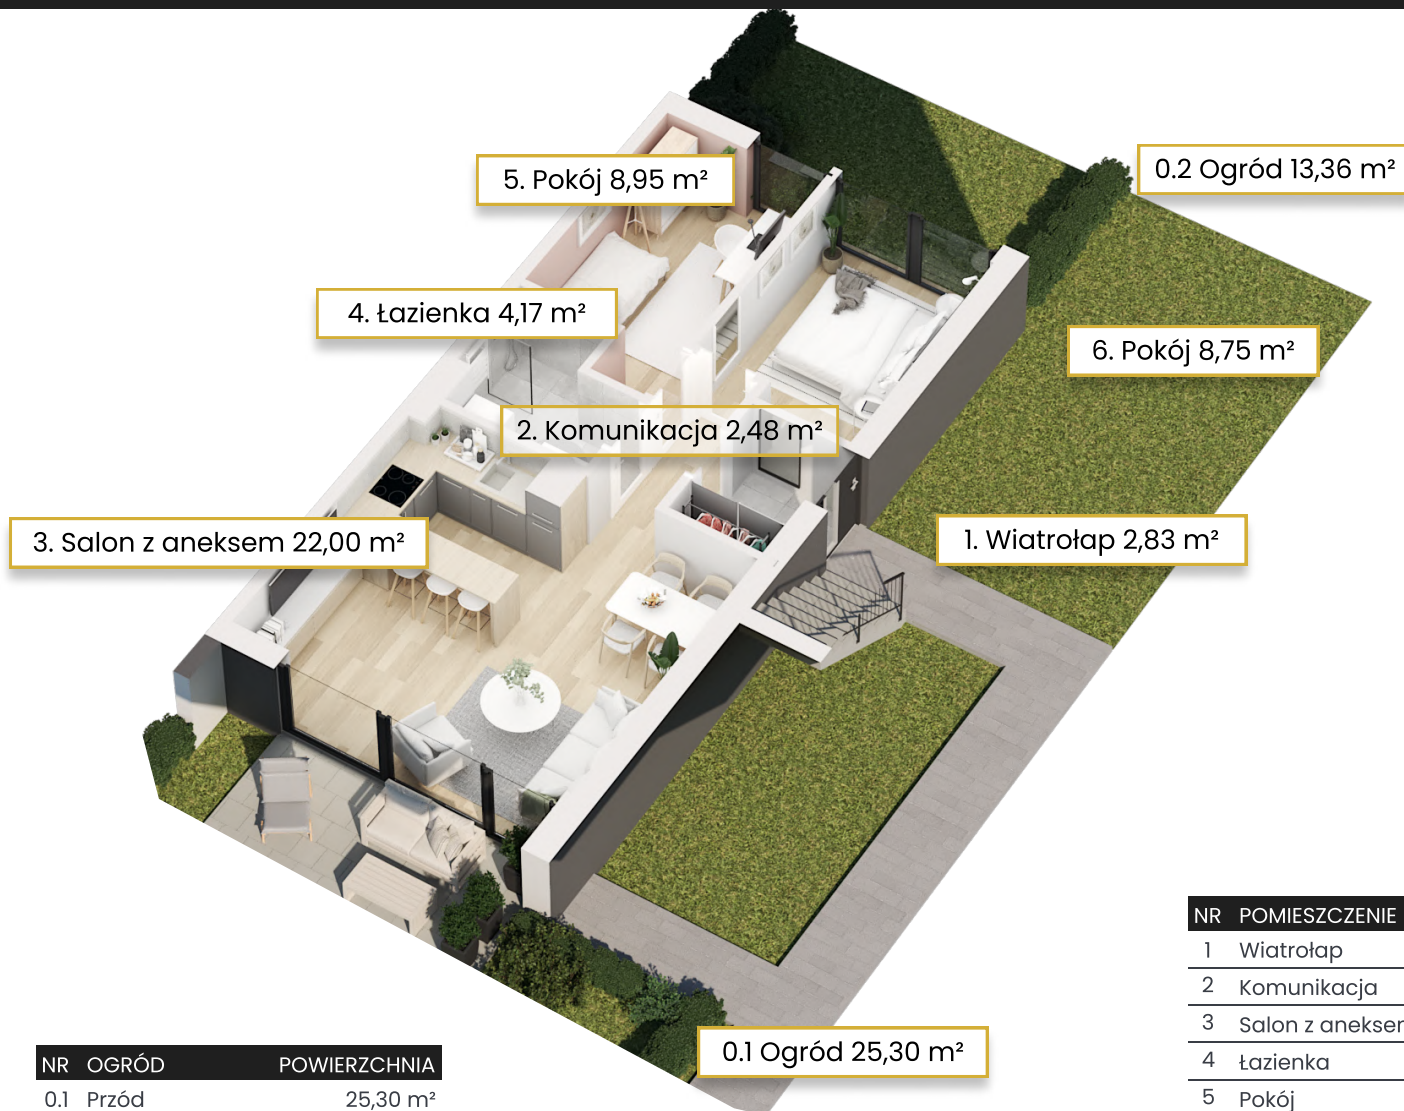 5. Pokój 8,95 m²
0.2 Ogród 13,36 m²
4. Łazienka 4,17 m²
6. Pokój 8,75 m²
2. Komunikacja 2,48 m²
3. Salon z aneksem 22,00 m²
1. Wiatrołap 2,83 m²
0.1 Ogród 25,30 m²
NR OGRÓD POWIERZCHNIA
0.1 Przód 25,30 m²
NR POMIESZCZENIE
1 Wiatrołap
2 Komunikacja
3 Salon z aneksem
4 Łazienka
5 Pokój